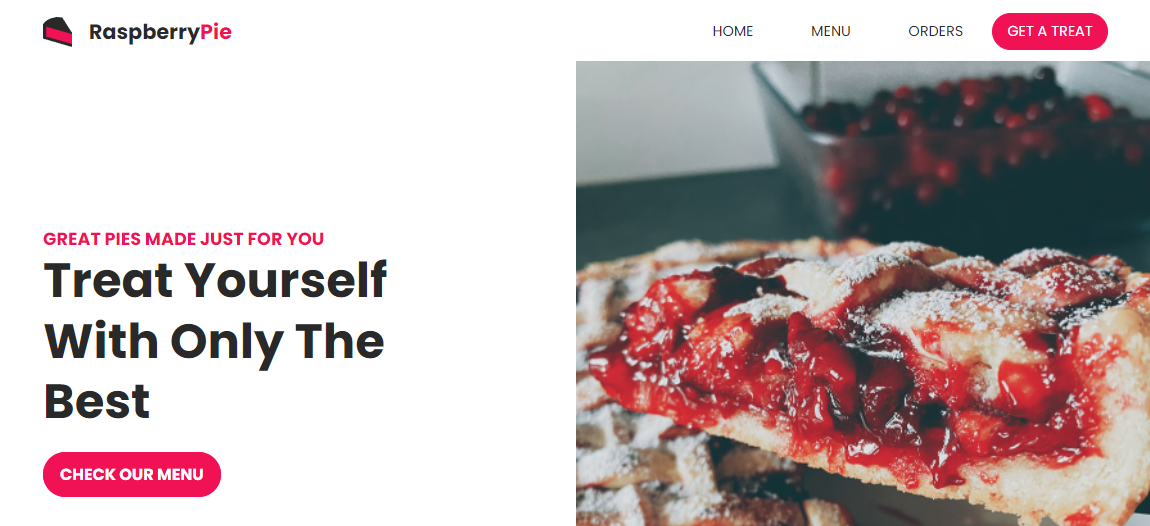 RaspberryPie
HOME MENU ORDERS GET A TREAT
GREAT PIES MADE JUST FOR YOU
Treat Yourself
With Only The
Best
CHECK OUR MENU